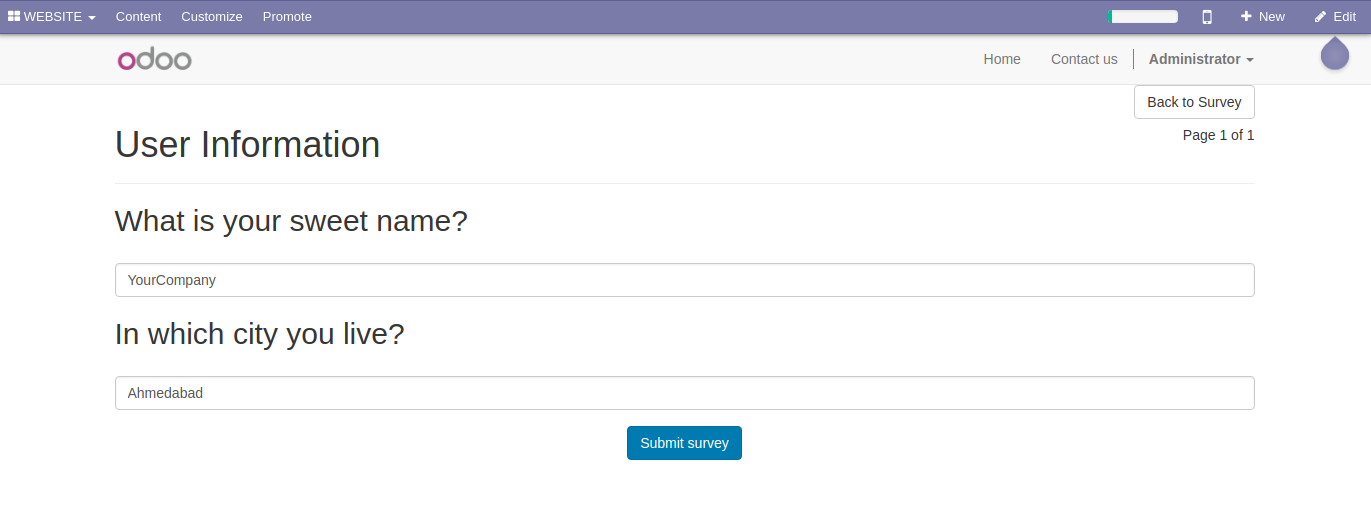 WEBSITE Content Customize Promote New Edit
odoo Home Contact us Administrator
Back to Survey
Page 1 of 1
User Information
What is your sweet name?
YourCompany
In which city you live?
Ahmedabad
Submit survey